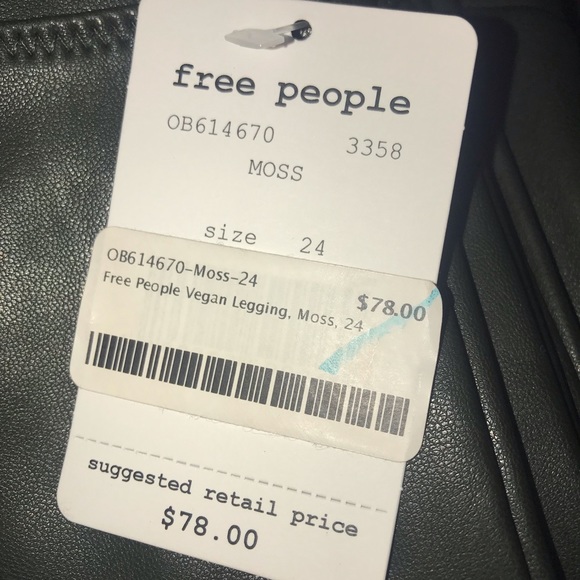 free people
OB614670 3358
MOSS
size 24
OB614670-Moss-24
$78.00
Free People Vegan Legging, Moss, 24
suggested retail price
$78.00